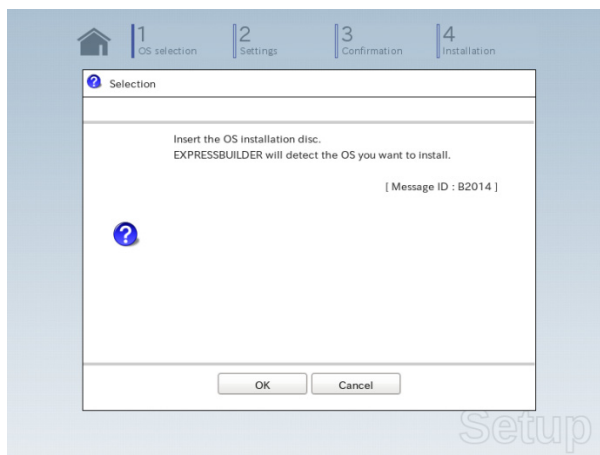 1
OS selection
2
Settings
3
Confirmation
4
Installation
Selection
Insert the OS installation disc.
EXPRESSBUILDER will detect the OS you want to install.
[ Message ID : B2014 ]
OK
Cancel
Setup